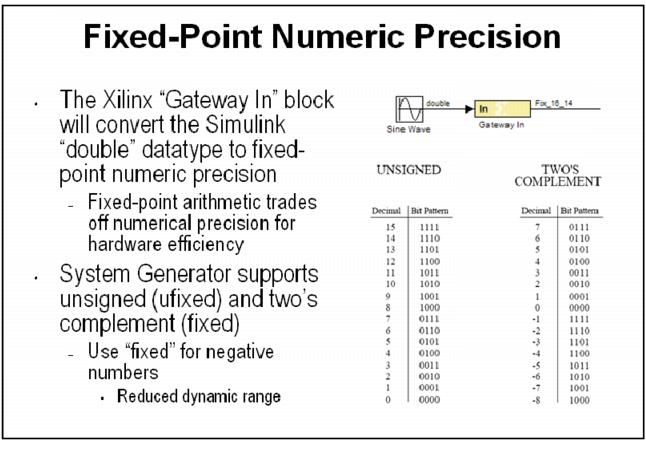 Fixed-Point Numeric Precision
The Xilinx “Gateway In” block
will convert the Simulink
“double” datatype to fixed-
point numeric precision
Fixed-point arithmetic trades
off numerical precision for
hardware efficiency
System Generator supports
unsigned (ufixed) and two's
complement (fixed)
Use “fixed” for negative
numbers
Reduced dynamic range
double
In
Fix_16_14
Sine Wave
Gateway In
UNSIGNED
Decimal Bit Pattern
15 1111
14 1110
13 1101
12 1100
11 1011
10 1010
9 1001
8 1000
7 0111
6 0110
5 0101
4 0100
3 0011
2 0010
1 0001
0 0000
TWO'S
COMPLEMENT
Decimal Bit Pattern
7 0111
6 0110
5 0101
4 0100
3 0011
2 0010
1 0001
0 0000
-1 1111
-2 1110
-3 1101
-4 1100
-5 1011
-6 1010
-7 1001
-8 1000